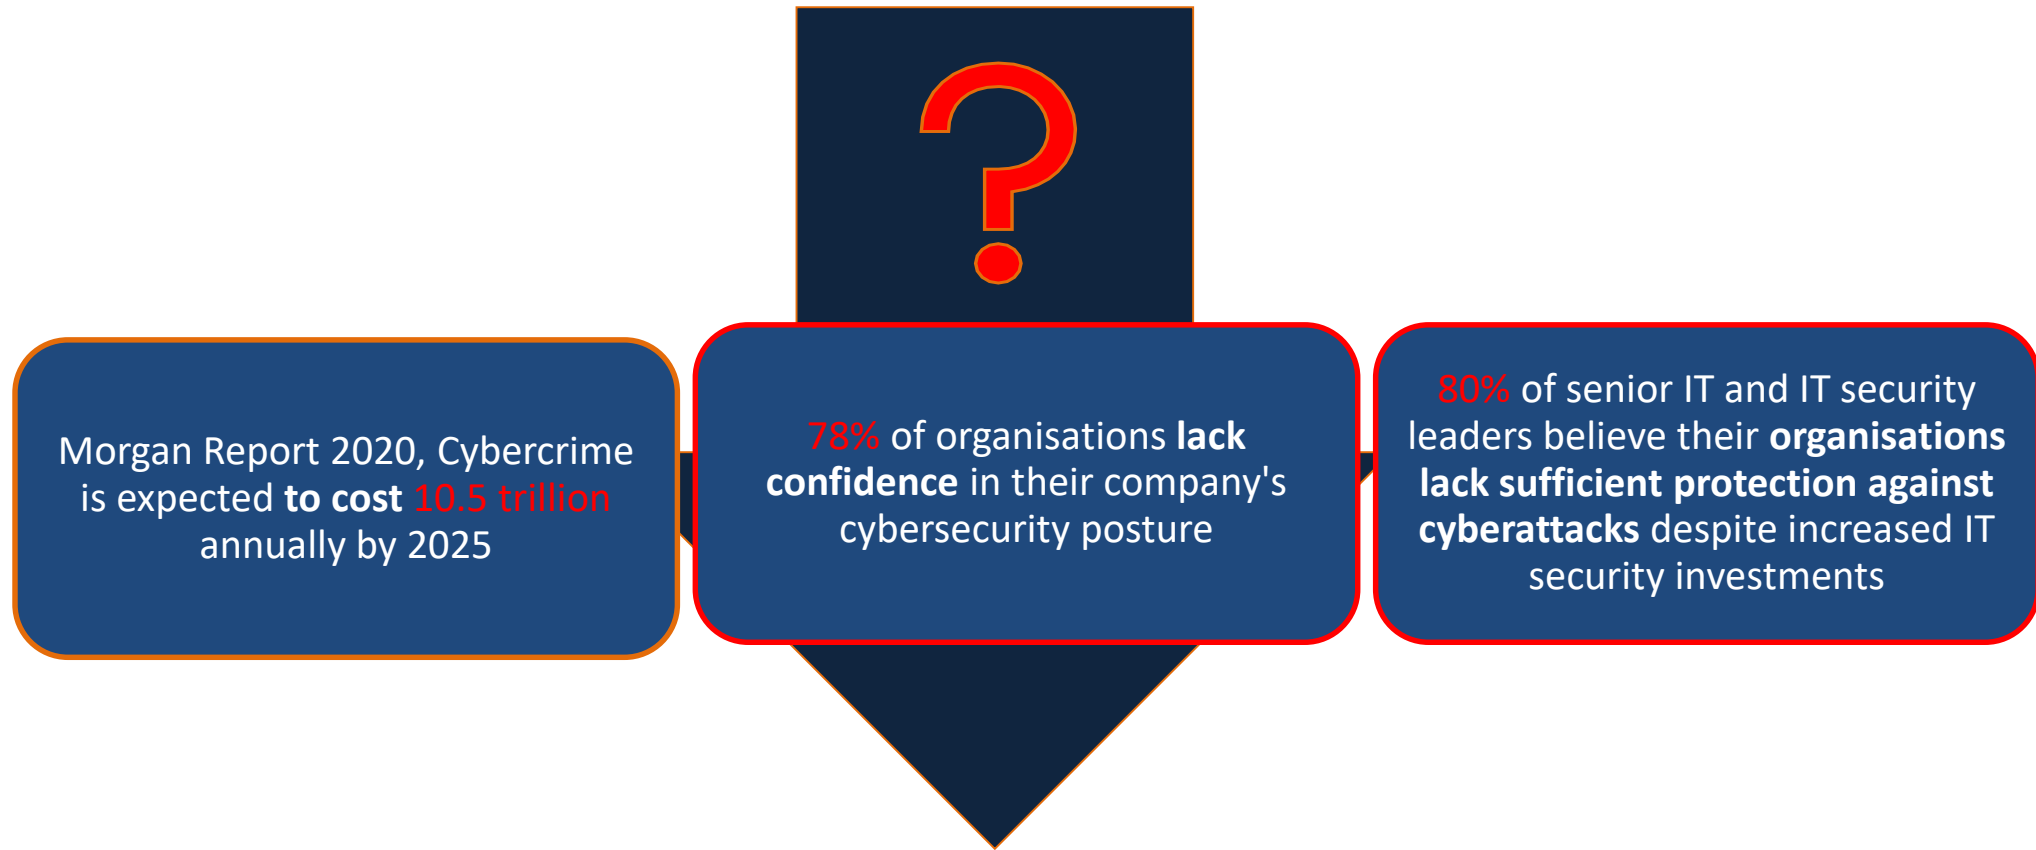 ?
Morgan Report 2020, Cybercrime
is expected to cost 10.5 trillion
annually by 2025
78% of organisations lack
confidence in their company's
cybersecurity posture
80% of senior IT and IT security
leaders believe their organisations
lack sufficient protection against
cyberattacks despite increased IT
security investments